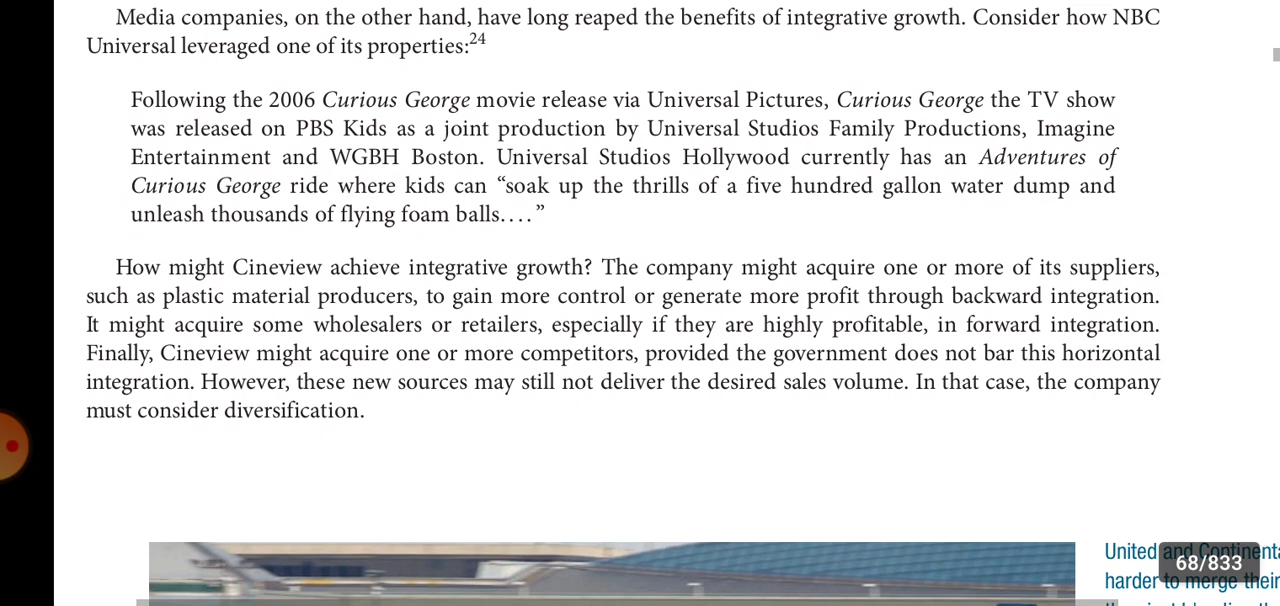 Media companies, on the other hand, have long reaped the benefits of integrative growth. Consider how NBC
Universal leveraged one of its properties:24
Following the 2006 Curious George movie release via Universal Pictures, Curious George the TV show
was released on PBS Kids as a joint production by Universal Studios Family Productions, Imagine
Entertainment and WGBH Boston. Universal Studios Hollywood currently has an Adventures of
Curious George ride where kids can “soak up the thrills of a five hundred gallon water dump and
unleash thousands of flying foam balls. . . . ”
How might Cineview achieve integrative growth? The company might acquire one or more of its suppliers,
such as plastic material producers, to gain more control or generate more profit through backward integration.
It might acquire some wholesalers or retailers, especially if they are highly profitable, in forward integration.
Finally, Cineview might acquire one or more competitors, provided the government does not bar this horizontal
integration. However, these new sources may still not deliver the desired sales volume. In that case, the company
must consider diversification.
United and Continenta
68/833
harder to merge their